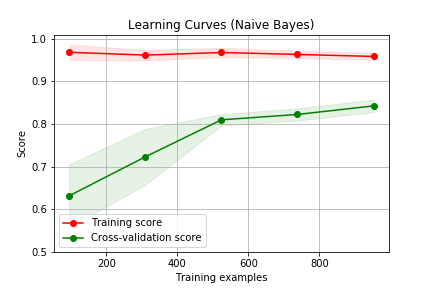 Learning Curves (Naive Bayes)
1.0
0.9
0.8
0.7
0.6
0.5
Score
Training score
Cross-validation score
200 400 600 800
Training examples